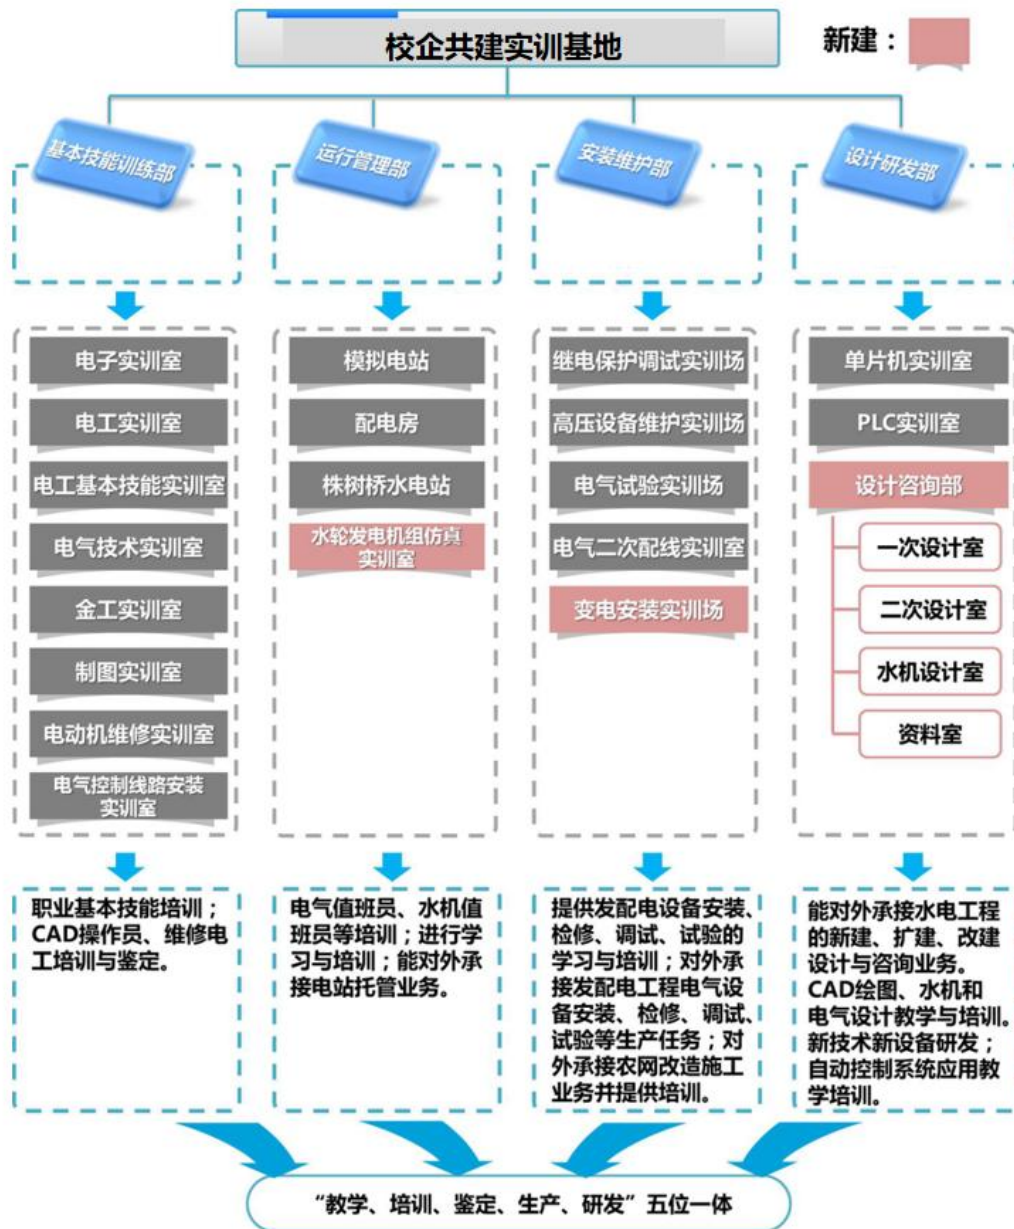 校企共建实训基地
新建：
基本技能训练部
运行管理部
安装维护部
设计研发部
电子实训室
电工实训室
电工基本技能实训室
电气技术实训室
金工实训室
制图实训室
电动机维修实训室
电气控制线路安装
实训室
模拟电站
配电房
株树桥水电站
水轮发电机组仿真
实训室
继电保护调试实训场
高压设备维护实训场
电气试验实训场
电气二次配线实训室
变电安装实训场
单片机实训室
PLC实训室
设计咨询部
一次设计室
二次设计室
水机设计室
资料室
职业基本技能培训；
CAD操作员、维修电
工培训与鉴定。
电气值班员、水机值
班员等培训；进行学
习与培训；能对外承
接电站托管业务。
提供发配电设备安装、
检修、调试、试验的
学习与培训；对外承
接发配电工程电气设
备安装、检修、调试、
试验等生产任务；对
外承接农网改造施工
业务并提供培训。
能对外承接水电工程
的新建、扩建、改建
设计与咨询业务。
CAD绘图、水机和
电气设计教学与培训。
新技术新设备研发；
自动控制系统应用教
学培训。
“教学、培训、鉴定、生产、研发”五位一体